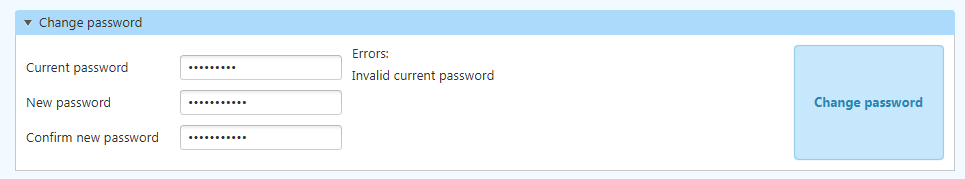 Change password
Current password
•••••••••
Errors:
Invalid current password
New password
•••••••••••
Confirm new password
•••••••••••
Change password